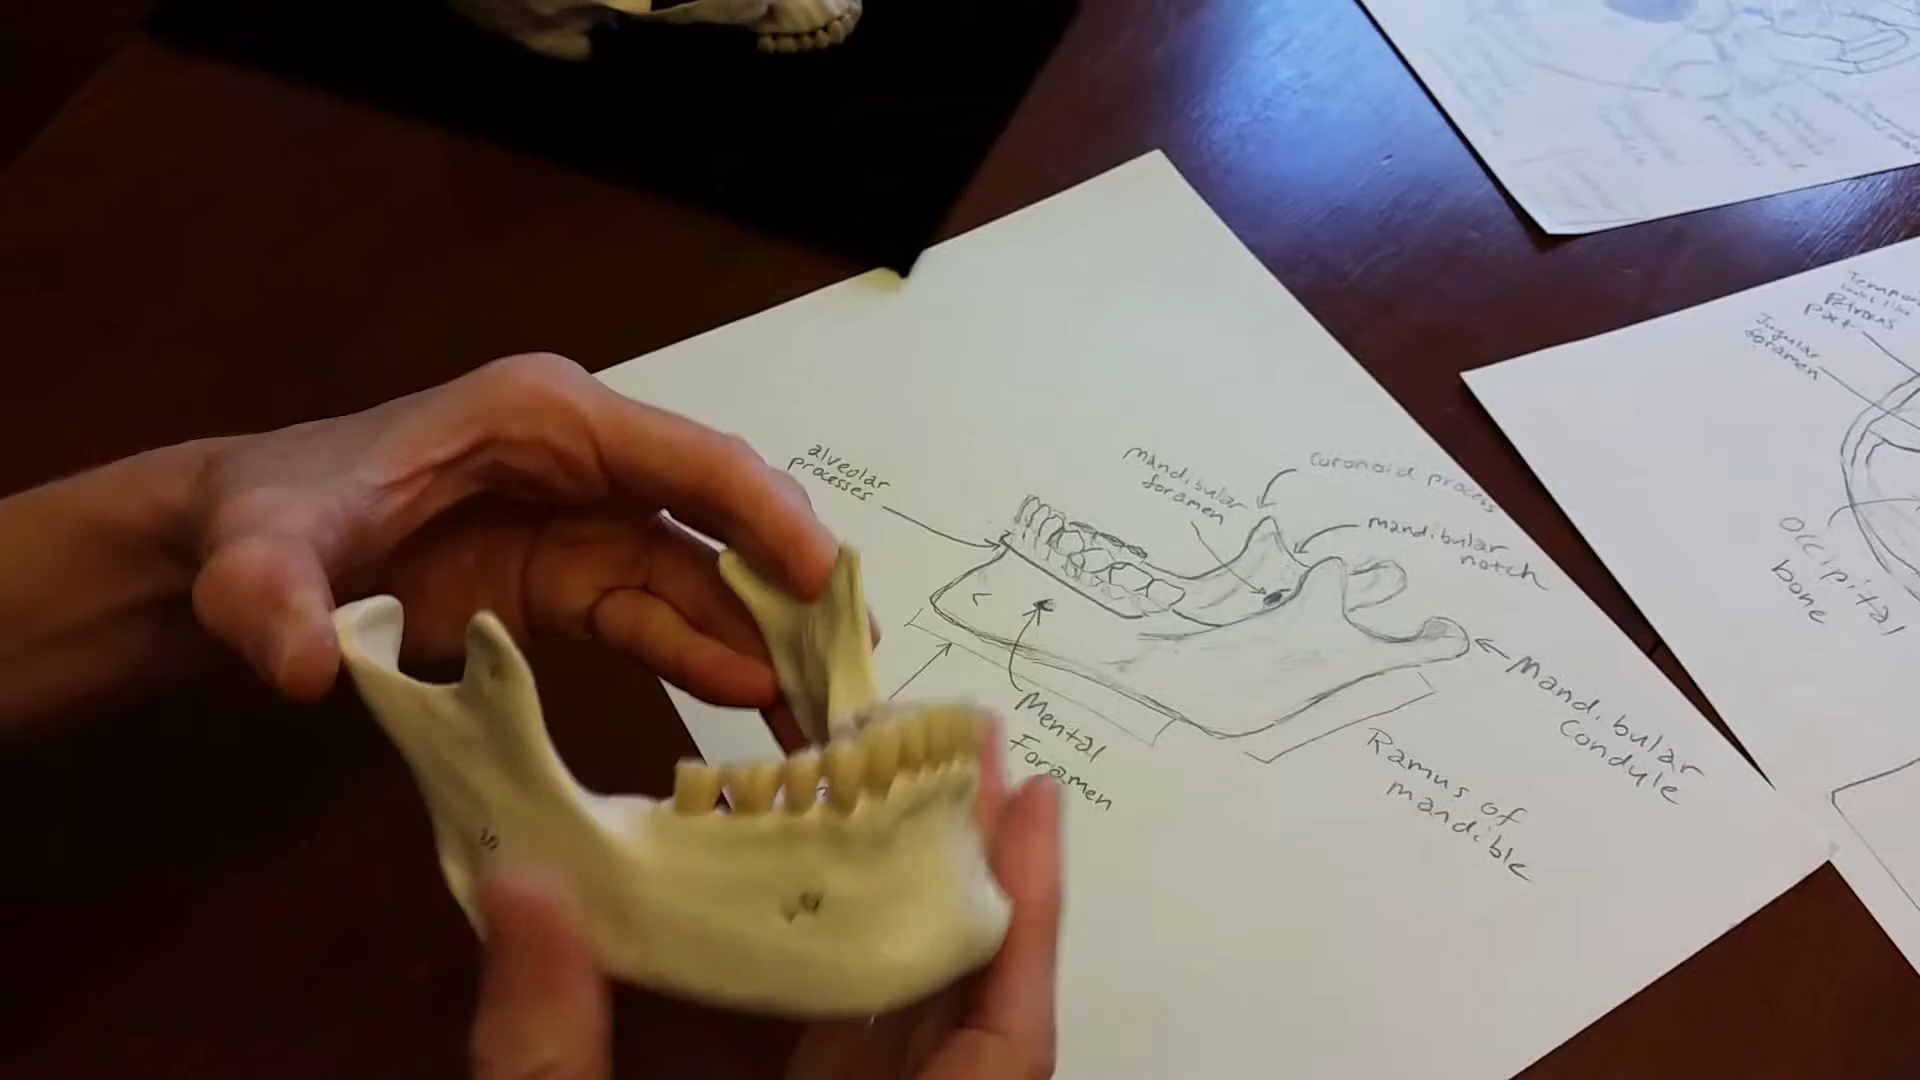 alveolar
processes
mandibular
foramen
coronoid process
mandibular
notch
Mandibular
Condyle
Mental
Foramen
Ramus of
mandible
Petrous
part
Jugular
foramen
Occipital
bone